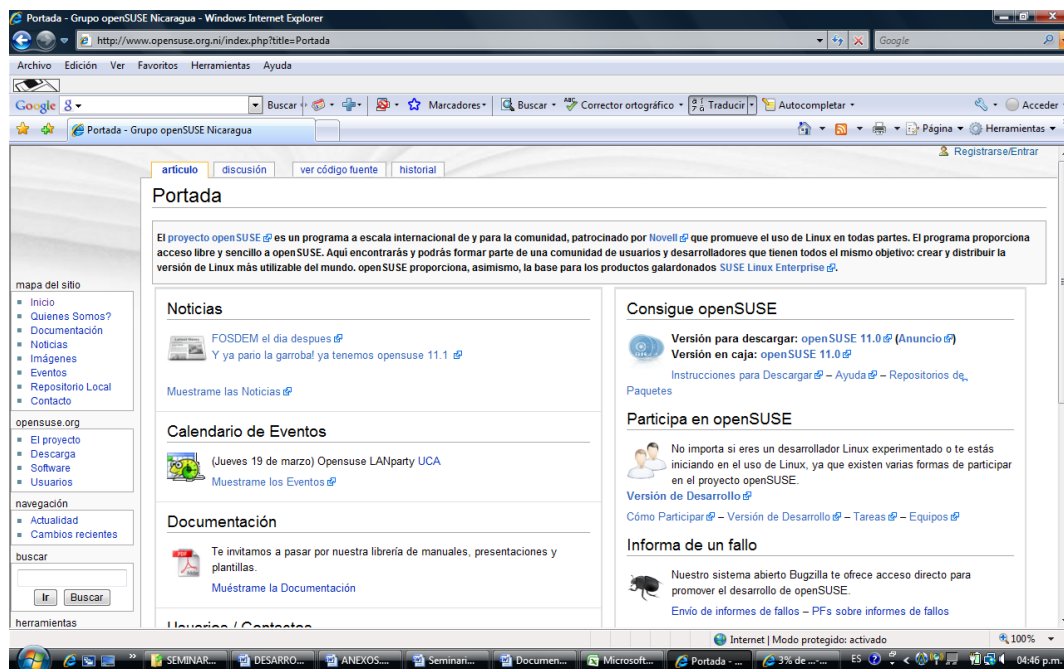 Portada - Grupo openSUSE Nicaragua - Windows Internet Explorer
http://www.opensuse.org.ni/index.php?title=Portada
Google
Archivo Edición Ver Favoritos Herramientas Ayuda
Google Buscar Marcadores Buscar Corrector ortográfico Traducir Autocompletar Acceder
Portada - Grupo openSUSE Nicaragua
Página Herramientas
Registrarse/Entrar
artículo discusión ver código fuente historial
Portada
El proyecto openSUSE es un programa a escala internacional de y para la comunidad, patrocinado por Novell que promueve el uso de Linux en todas partes. El programa proporciona
acceso libre y sencillo a openSUSE. Aquí encontrarás y podrás formar parte de una comunidad de usuarios y desarrolladores que tienen todos el mismo objetivo: crear y distribuir la
versión de Linux más utilizable del mundo. openSUSE proporciona, asimismo, la base para los productos galardonados SUSE Linux Enterprise.
mapa del sitio
Inicio
Quienes Somos?
Documentación
Noticias
Imágenes
Eventos
Repositorio Local
Contacto
opensuse.org
El proyecto
Descarga
Software
Usuarios
navegación
Actualidad
Cambios recientes
buscar
Ir Buscar
herramientas
Noticias
FOSDEM el dia despues
Y ya pario la garroba! ya tenemos opensuse 11.1
Muestrame las Noticias
Calendario de Eventos
(Jueves 19 de marzo) Opensuse LANparty UCA
Muestrame los Eventos
Documentación
Te invitamos a pasar por nuestra librería de manuales, presentaciones y
plantillas.
Muéstrame la Documentación
Usuarios / Contactos
Consigue openSUSE
Versión para descargar: openSUSE 11.0 (Anuncio)
Versión en caja: openSUSE 11.0
Instrucciones para Descargar – Ayuda – Repositorios de
Paquetes
Participa en openSUSE
No importa si eres un desarrollador Linux experimentado o te estás
iniciando en el uso de Linux, ya que existen varias formas de participar
en el proyecto openSUSE.
Versión de Desarrollo
Cómo Participar – Versión de Desarrollo – Tareas – Equipos
Informa de un fallo
Nuestro sistema abierto Bugzilla te ofrece acceso directo para
promover el desarrollo de openSUSE.
Envío de informes de fallos – PFs sobre informes de fallos
Internet | Modo protegido: activado 100%
SEMINAR... DESARRO... ANEXOS.... Seminari... Documen... Microsoft... Portada - ... 3% de ...-... ES 04:46 p.m.